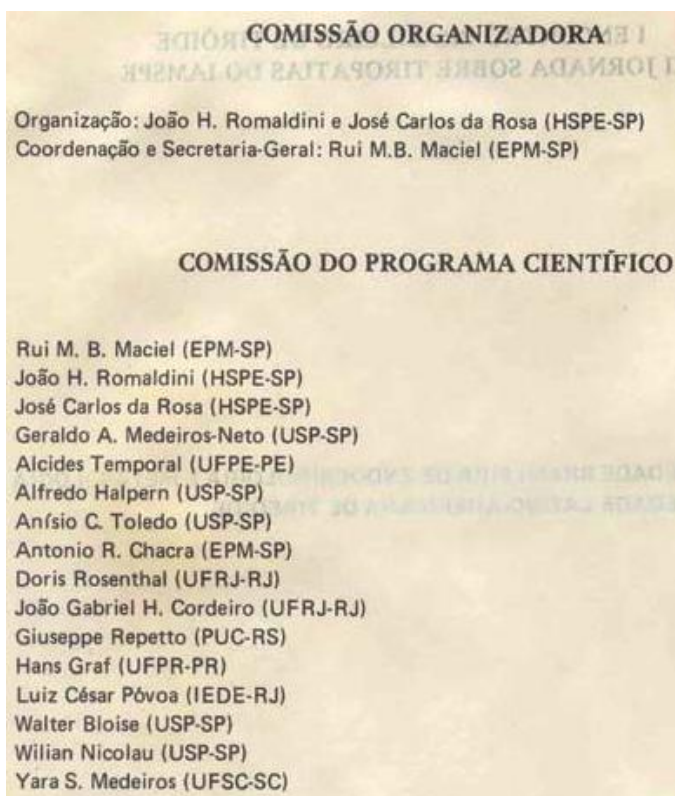 COMISSÃO ORGANIZADORA
Organização: João H. Romaldini e José Carlos da Rosa (HSPE-SP)
Coordenação e Secretaria-Geral: Rui M.B. Maciel (EPM-SP)
COMISSÃO DO PROGRAMA CIENTÍFICO
Rui M. B. Maciel (EPM-SP)
João H. Romaldini (HSPE-SP)
José Carlos da Rosa (HSPE-SP)
Geraldo A. Medeiros-Neto (USP-SP)
Alcides Temporal (UFPE-PE)
Alfredo Halpern (USP-SP)
Anísio C. Toledo (USP-SP)
Antonio R. Chacra (EPM-SP)
Doris Rosenthal (UFRJ-RJ)
João Gabriel H. Cordeiro (UFRJ-RJ)
Giuseppe Repetto (PUC-RS)
Hans Graf (UFPR-PR)
Luiz César Póvoa (IEDE-RJ)
Walter Bloise (USP-SP)
Wilian Nicolau (USP-SP)
Yara S. Medeiros (UFSC-SC)